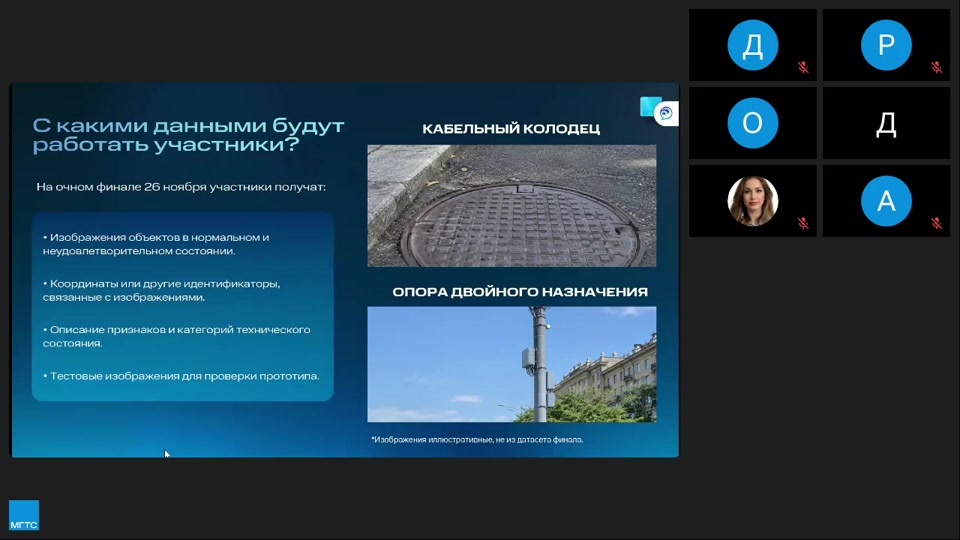 С какими данными будут
работать участники?
На очном финале 26 ноября участники получат:
• Изображения объектов в нормальном и
неудовлетворительном состоянии.
• Координаты или другие идентификаторы,
связанные с изображениями.
• Описание признаков и категорий технического
состояния.
• Тестовые изображения для проверки прототипа.
КАБЕЛЬНЫЙ КОЛОДЕЦ
ОПОРА ДВОЙНОГО НАЗНАЧЕНИЯ
*Изображения иллюстративные, не из датасета финала.
Д
Р
О
Д
А
МГТС